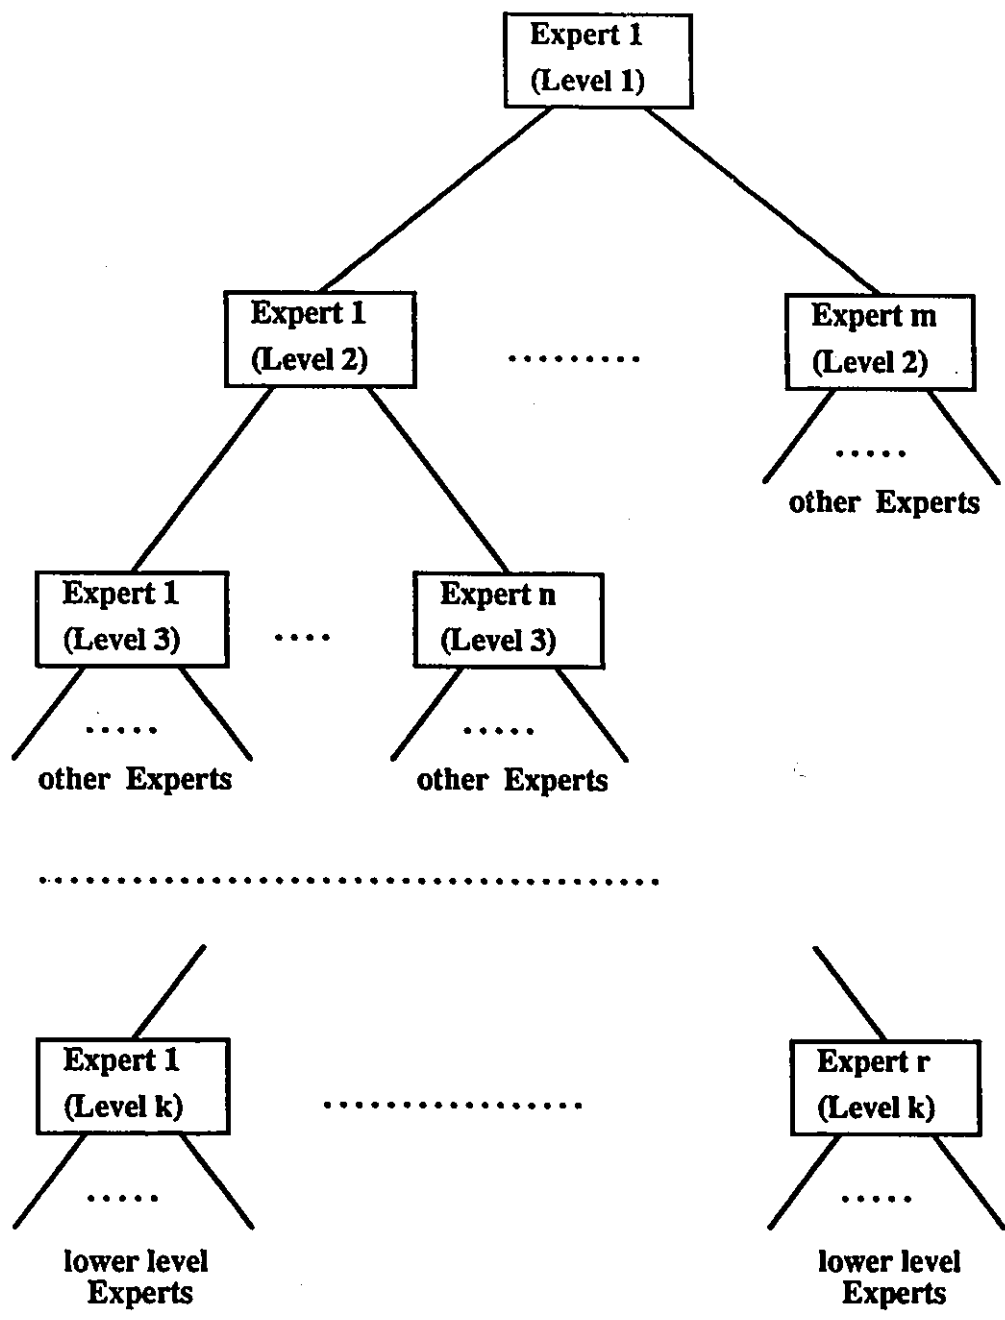 Expert 1
(Level 1)
Expert 1
(Level 2)
.........
Expert m
(Level 2)
.....
other Experts
Expert 1
(Level 3)
....
Expert n
(Level 3)
.....
other Experts
.....
other Experts
........................................
Expert 1
(Level k)
.................
Expert r
(Level k)
.....
lower level
Experts
.....
lower level
Experts